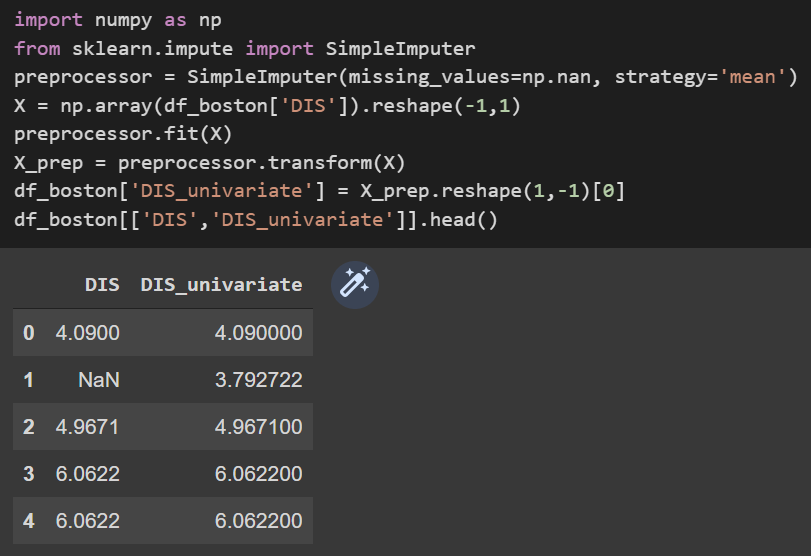 import numpy as np
from sklearn.impute import SimpleImputer
preprocessor = SimpleImputer(missing_values=np.nan, strategy='mean')
X = np.array(df_boston['DIS']).reshape(-1,1)
preprocessor.fit(X)
X_prep = preprocessor.transform(X)
df_boston['DIS_univariate'] = X_prep.reshape(1,-1)[0]
df_boston[['DIS','DIS_univariate']].head()
DIS DIS_univariate
0 4.0900 4.090000
1 NaN 3.792722
2 4.9671 4.967100
3 6.0622 6.062200
4 6.0622 6.062200